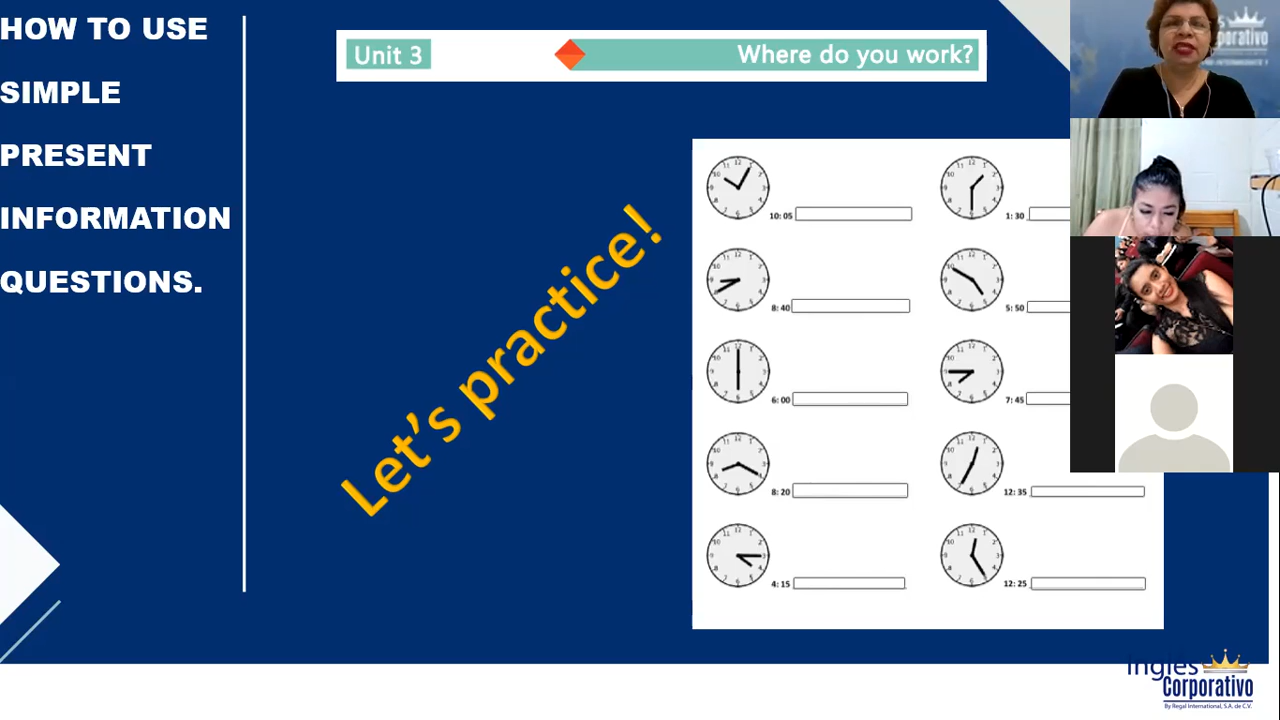 HOW TO USE
SIMPLE
PRESENT
INFORMATION
QUESTIONS.
Unit 3
Where do you work?
Let's practice!
10: 05
1: 30
8: 40
5: 50
6: 00
7: 45
8: 20
12: 35
4: 15
12: 25
Inglés
Corporativo
By Regal International, S.A. de C.V.